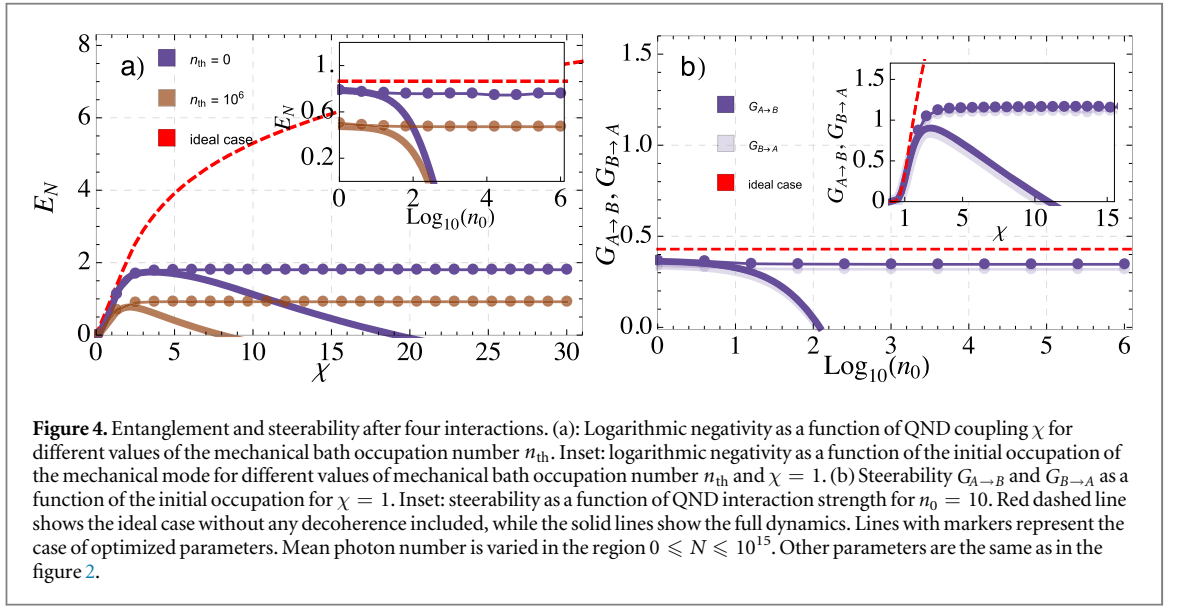 8
6
4
2
0
E_N
a)
n_th = 0
n_th = 10^6
ideal case
1.
0.6
0.2
E_N
0 2 4 6
Log_10(n_0)
0 5 10 15 20 25 30
χ
1.5
1.0
0.5
0.0
G_A→B, G_B→A
b)
G_A→B
G_B→A
ideal case
1
0.5
0
G_A→B, G_B→A
1 5 10 15
χ
0 1 2 3 4 5 6
Log_10(n_0)
Figure 4. Entanglement and steerability after four interactions. (a): Logarithmic negativity as a function of QND coupling χ for
different values of the mechanical bath occupation number n_th. Inset: logarithmic negativity as a function of the initial occupation of
the mechanical mode for different values of mechanical bath occupation number n_th and χ = 1. (b) Steerability G_A→B and G_B→A as a
function of the initial occupation for χ = 1. Inset: steerability as a function of QND interaction strength for n_0 = 10. Red dashed line
shows the ideal case without any decoherence included, while the solid lines show the full dynamics. Lines with markers represent the
case of optimized parameters. Mean photon number is varied in the region 0 ⩽ N ⩽ 10^15. Other parameters are the same as in the
figure 2.